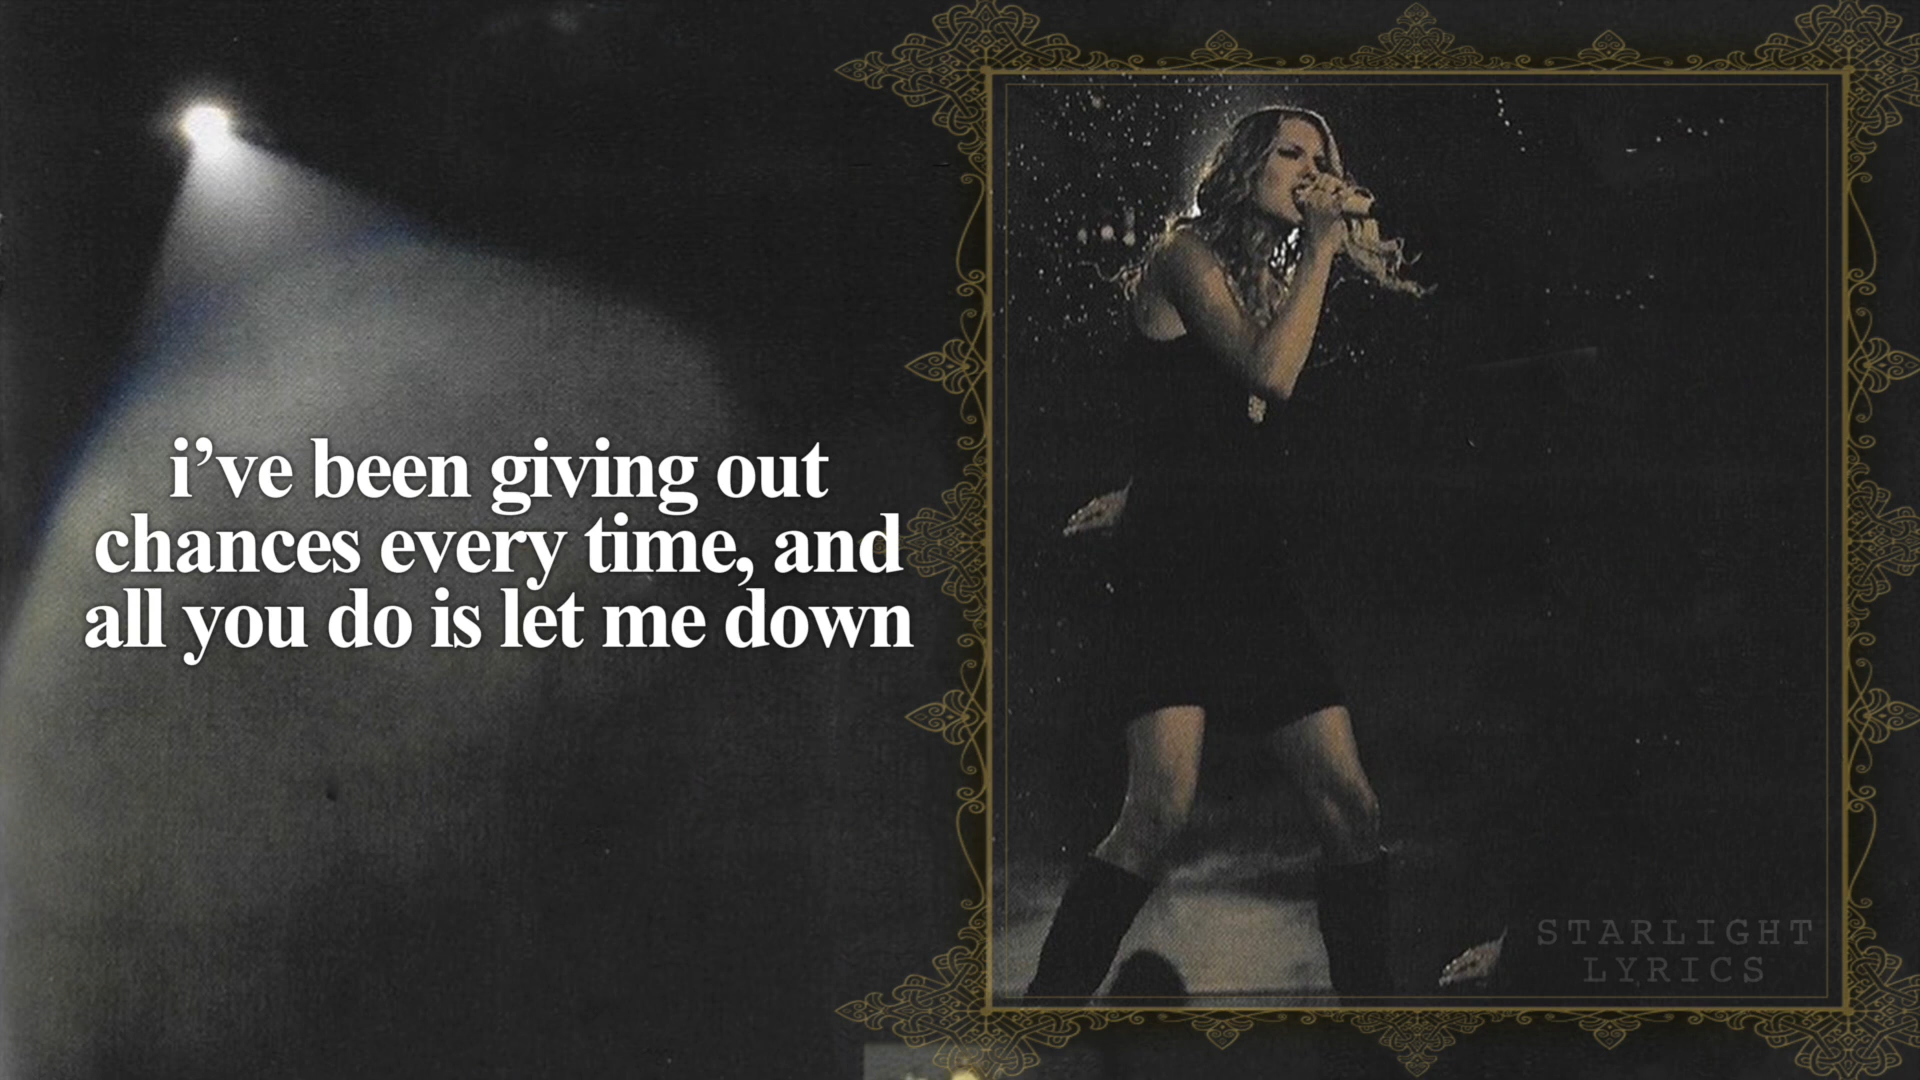 i’ve been giving out
chances every time, and
all you do is let me down
STARLIGHT
LYRICS